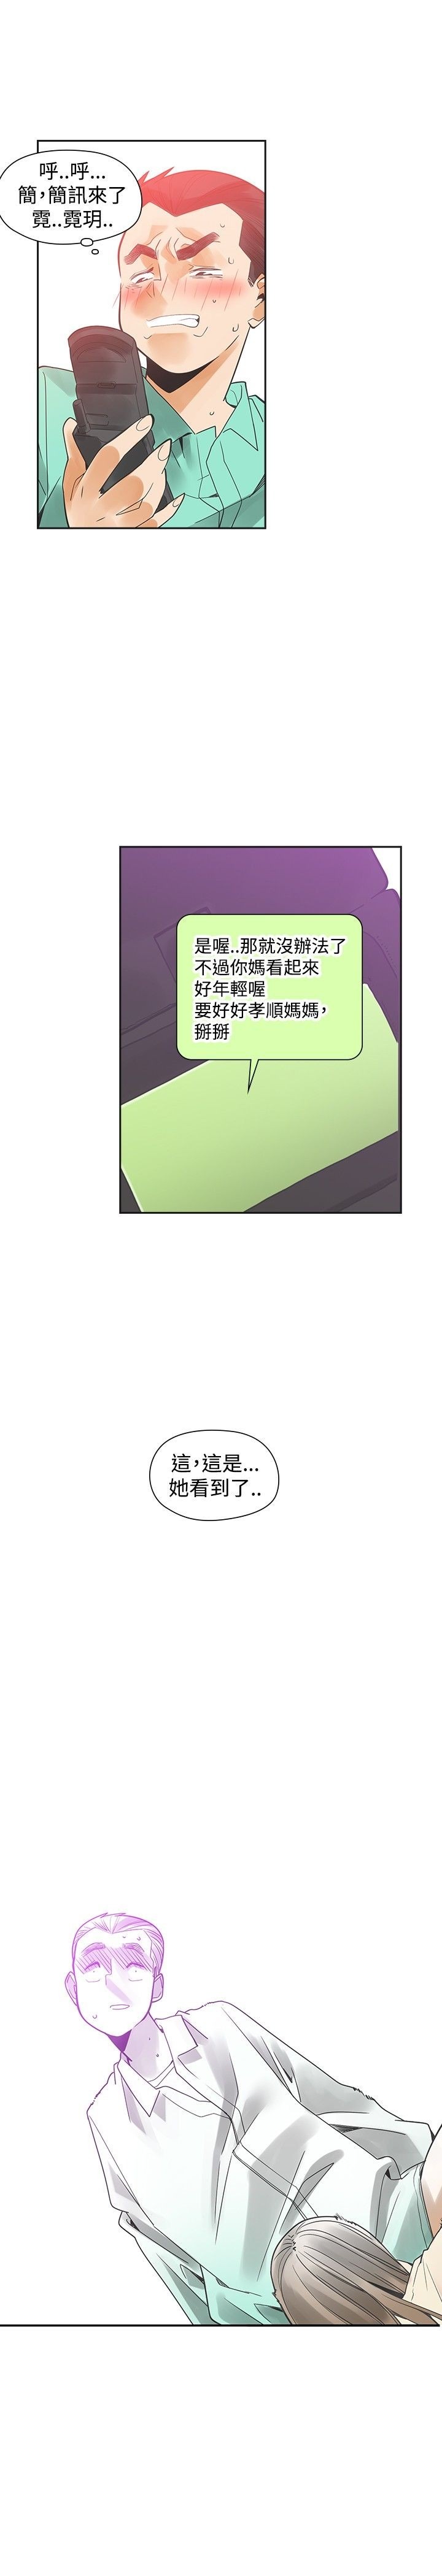 呼..呼...
簡,簡訊來了
霓..霓玥..
是喔..那就沒辦法了
不過你媽看起來
好年輕喔
要好好孝順媽媽,
掰掰
這,這是...
她看到了..